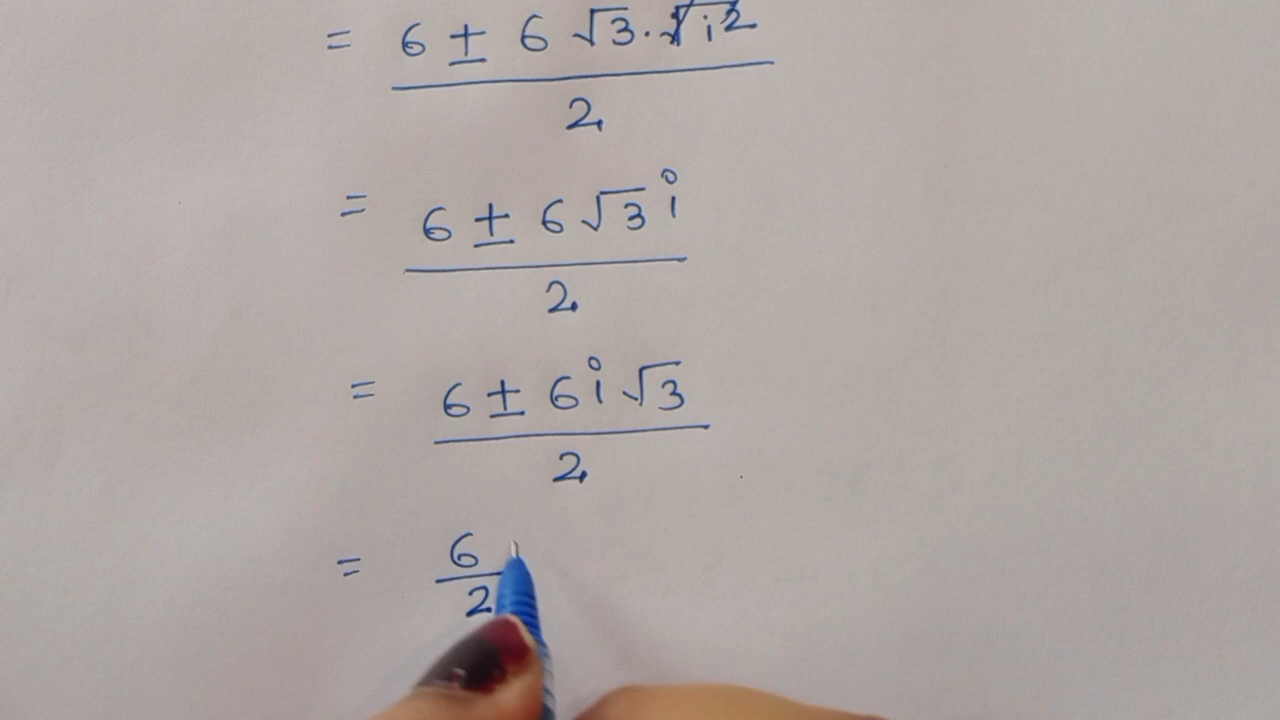 = (6 ± 6√3 · √i²) / 2
= (6 ± 6√3 i) / 2
= (6 ± 6i√3) / 2
= 6/2